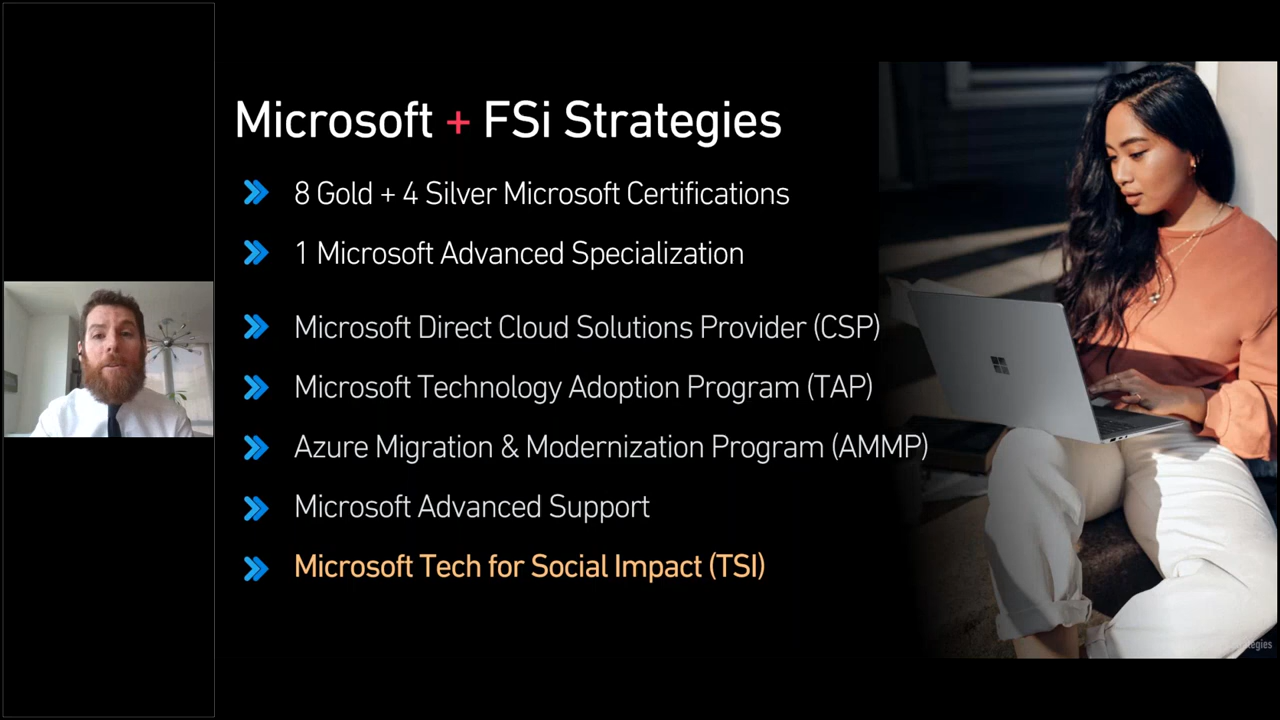 Microsoft + FSi Strategies
8 Gold + 4 Silver Microsoft Certifications
1 Microsoft Advanced Specialization
Microsoft Direct Cloud Solutions Provider (CSP)
Microsoft Technology Adoption Program (TAP)
Azure Migration & Modernization Program (AMMP)
Microsoft Advanced Support
Microsoft Tech for Social Impact (TSI)